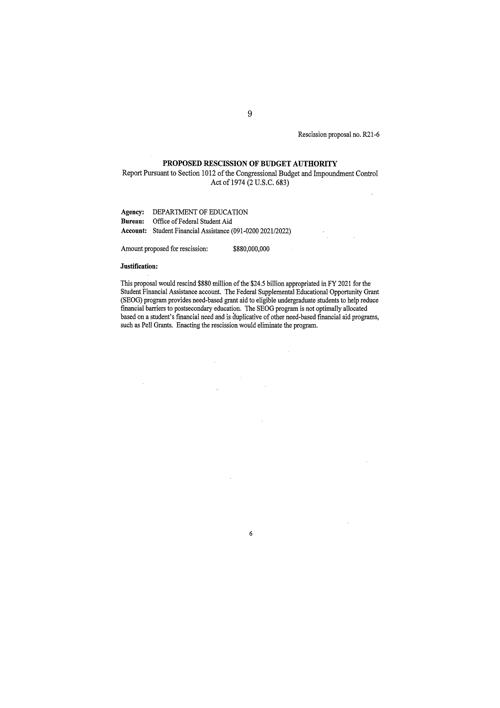 9
Rescission proposal no. R21-6
PROPOSED RESCISSION OF BUDGET AUTHORITY
Report Pursuant to Section 1012 of the Congressional Budget and Impoundment Control
Act of 1974 (2 U.S.C. 683)
Agency: DEPARTMENT OF EDUCATION
Bureau: Office of Federal Student Aid
Account: Student Financial Assistance (091-0200 2021/2022)
Amount proposed for rescission: $880,000,000
Justification:
This proposal would rescind $880 million of the $24.5 billion appropriated in FY 2021 for the
Student Financial Assistance account. The Federal Supplemental Educational Opportunity Grant
(SEOG) program provides need-based grant aid to eligible undergraduate students to help reduce
financial barriers to postsecondary education. The SEOG program is not optimally allocated
based on a student's financial need and is duplicative of other need-based financial aid programs,
such as Pell Grants. Enacting the rescission would eliminate the program.
6